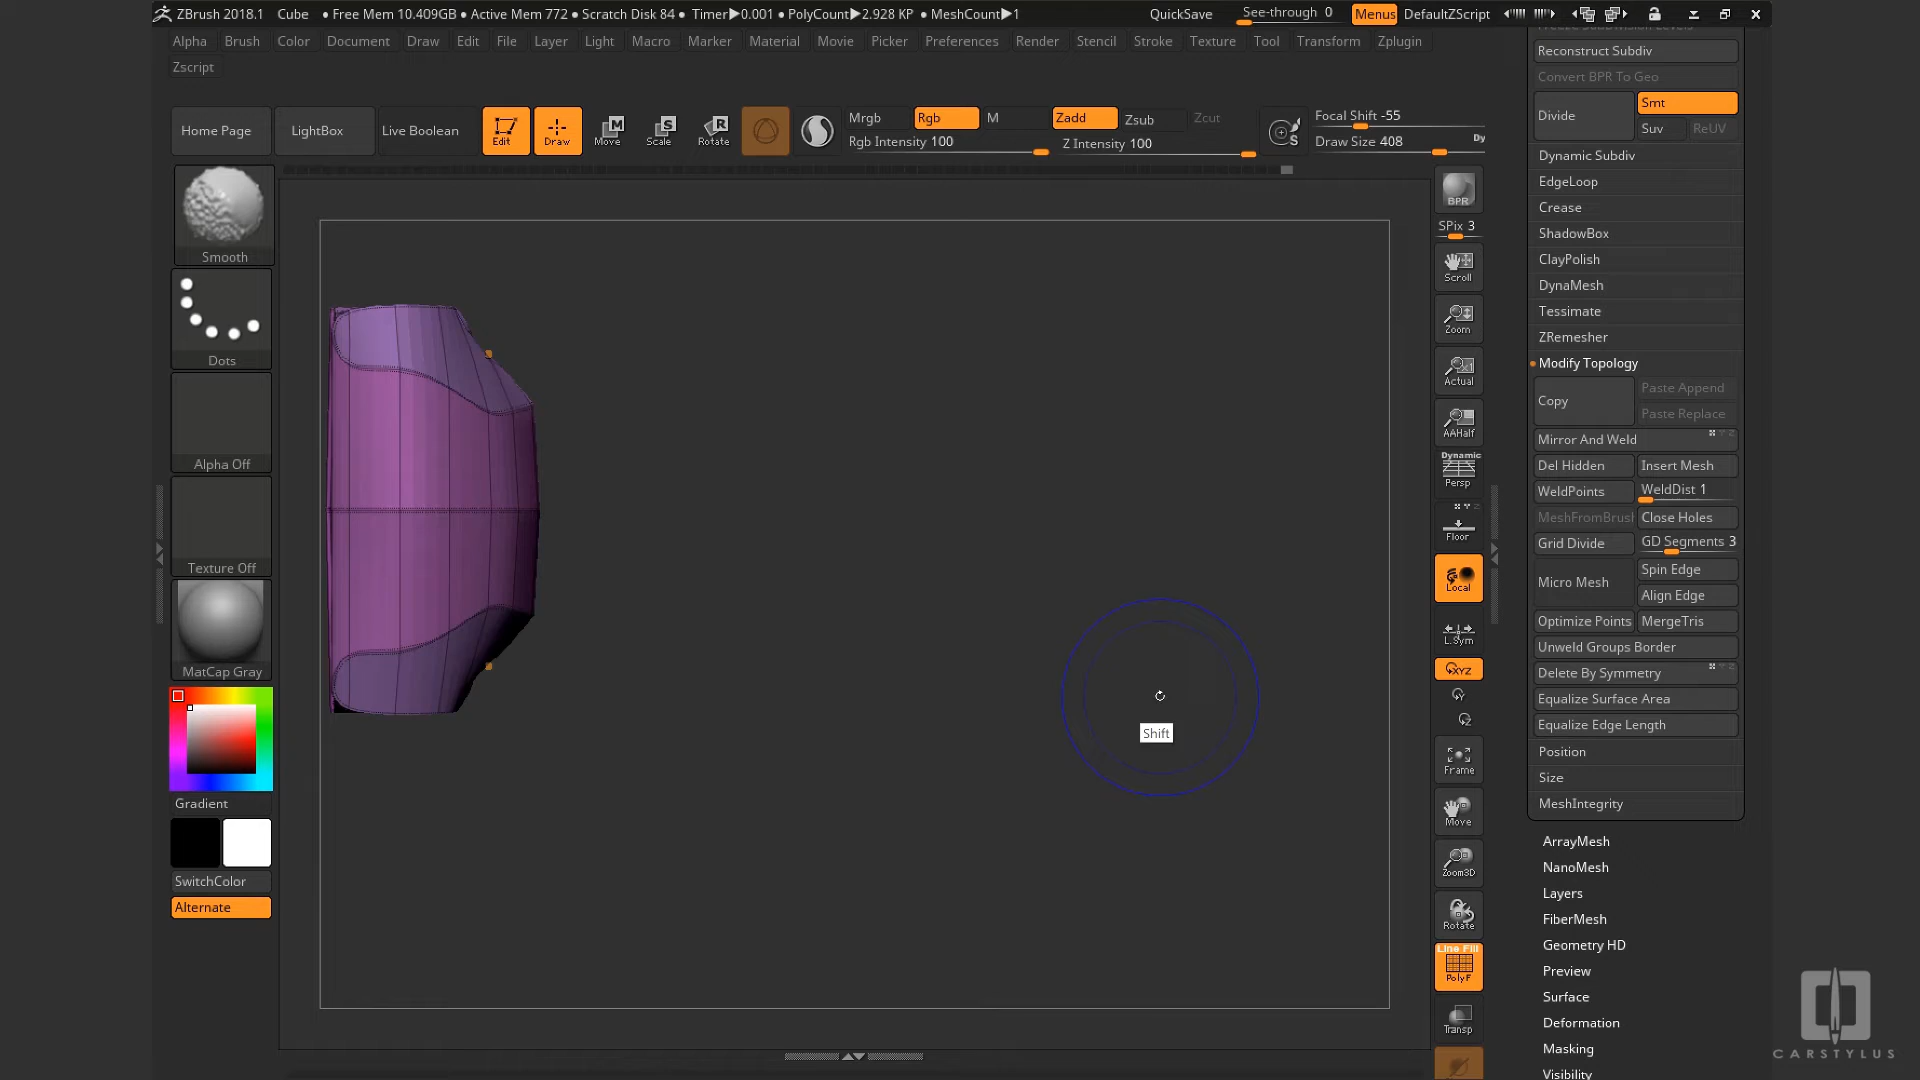 ZBrush 2018.1 Cube • Free Mem 10.409GB • Active Mem 772 • Scratch Disk 84 • Timer▶0.001 • PolyCount▶2.928 KP • MeshCount▶1 QuickSave See-through 0 Menus DefaultZScript
Alpha Brush Color Document Draw Edit File Layer Light Macro Marker Material Movie Picker Preferences Render Stencil Stroke Texture Tool Transform Zplugin
Zscript
Home Page LightBox Live Boolean Edit Draw Move Scale Rotate
Mrgb Rgb M Zadd Zsub Zcut Focal Shift -55
Rgb Intensity 100 Z Intensity 100 Draw Size 408 Dy
Smooth
Dots
Alpha Off
Texture Off
MatCap Gray
Gradient
SwitchColor
Alternate
Shift
BPR
SPix 3
Scroll
Zoom
Actual
AAHalf
Dynamic
Persp
Floor
Local
L.Sym
XYZ
Frame
Move
Zoom3D
Rotate
Line Fill
PolyF
Transp
Reconstruct Subdiv
Convert BPR To Geo
Divide Smt
Suv ReUV
Dynamic Subdiv
EdgeLoop
Crease
ShadowBox
ClayPolish
DynaMesh
Tessimate
ZRemesher
Modify Topology
Copy Paste Append
Paste Replace
Mirror And Weld
Del Hidden Insert Mesh
WeldPoints WeldDist 1
MeshFromBrus Close Holes
Grid Divide GD Segments 3
Micro Mesh Spin Edge
Align Edge
Optimize Points MergeTris
Unweld Groups Border
Delete By Symmetry
Equalize Surface Area
Equalize Edge Length
Position
Size
MeshIntegrity
ArrayMesh
NanoMesh
Layers
FiberMesh
Geometry HD
Preview
Surface
Deformation
Masking
Visibility
CARSTYLUS